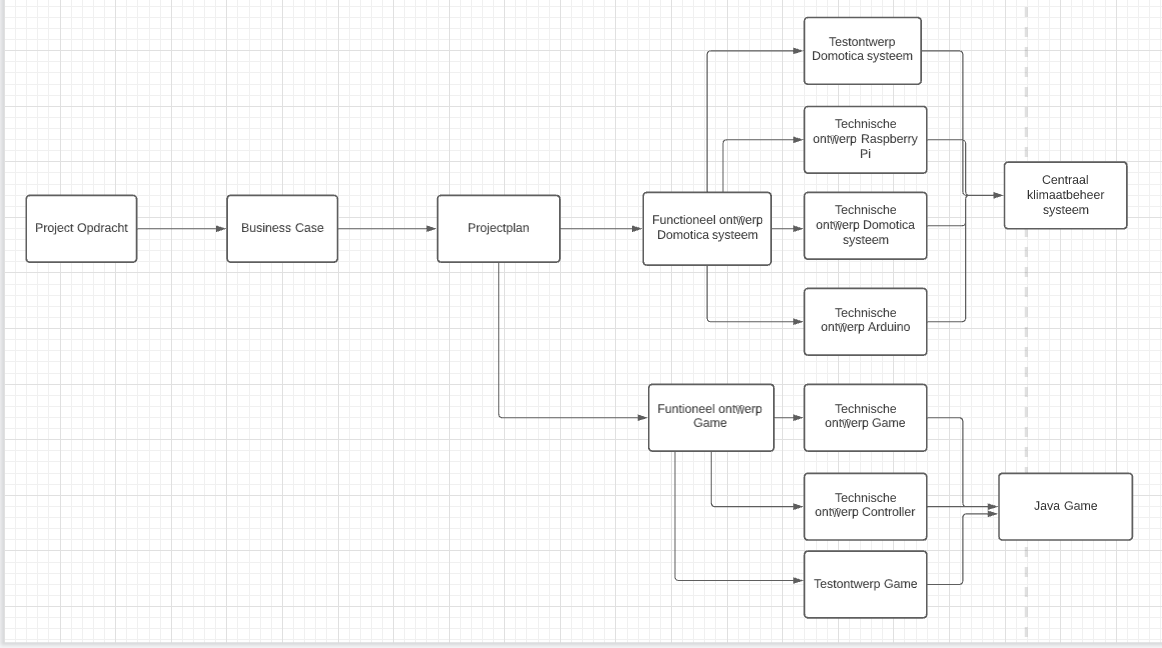 Project Opdracht
Business Case
Projectplan
Functioneel ontwerp
Domotica systeem
Testontwerp
Domotica systeem
Technische
ontwerp Raspberry
Pi
Technische
ontwerp Domotica
systeem
Technische
ontwerp Arduino
Centraal
klimaatbeheer
systeem
Funtioneel ontwerp
Game
Technische
ontwerp Game
Technische
ontwerp Controller
Testontwerp Game
Java Game